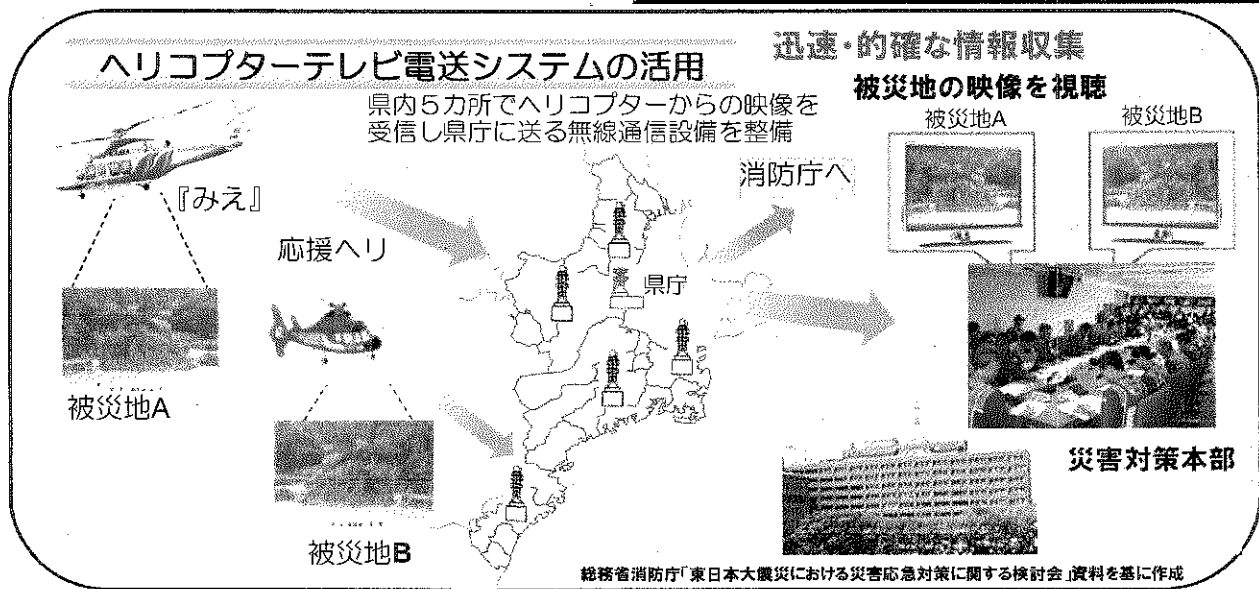 ヘリコプターテレビ電送システムの活用
迅速・的確な情報収集
被災地の映像を視聴
県内5カ所でヘリコプターからの映像を
受信し県庁に送る無線通信設備を整備
被災地A
被災地B
『みえ』
消防庁へ
応援ヘリ
県庁
被災地A
被災地B
災害対策本部
総務省消防庁「東日本大震災における災害応急対策に関する検討会」資料を基に作成